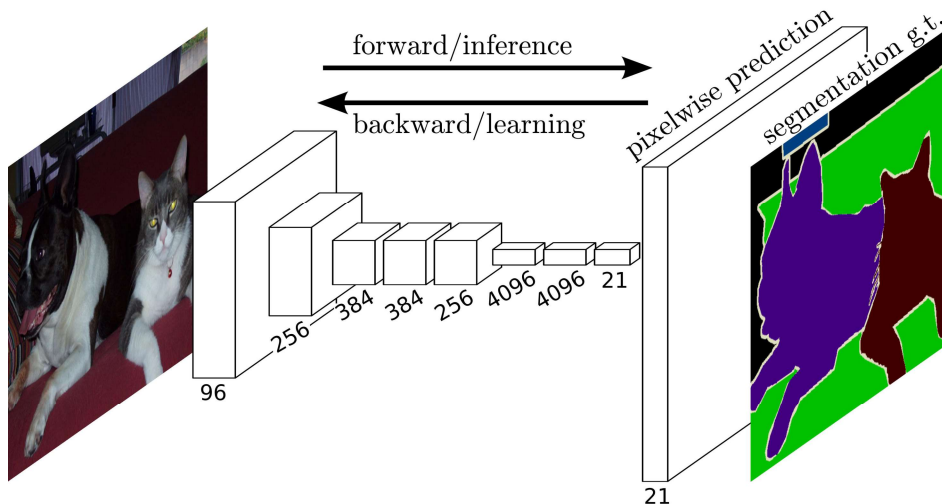 forward/inference
backward/learning
pixelwise prediction
segmentation g.t.
96
256
384
384
256
4096
4096
21
21